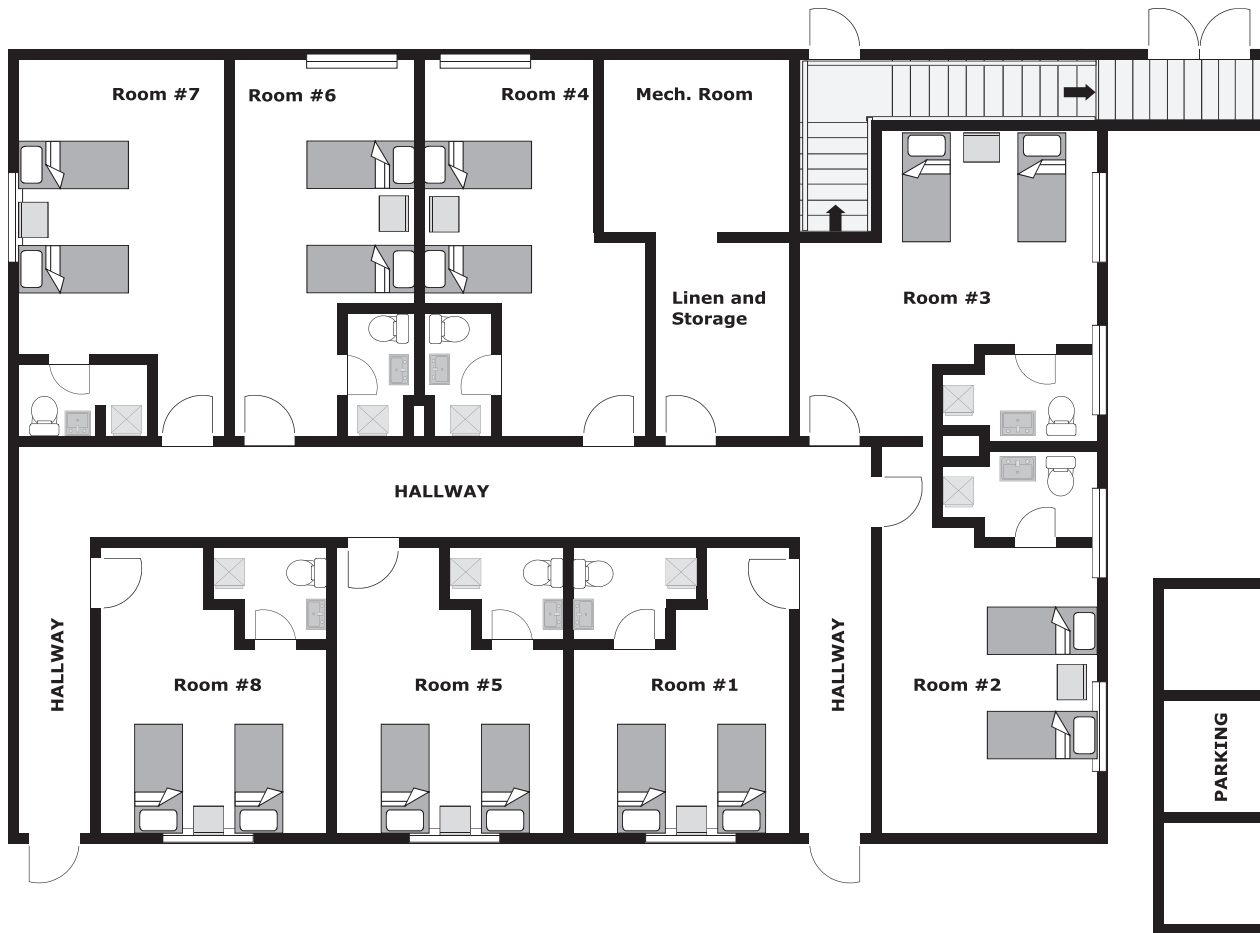 Room #7
Room #6
Room #4
Mech. Room
Linen and
Storage
Room #3
HALLWAY
HALLWAY
Room #8
Room #5
Room #1
HALLWAY
Room #2
PARKING